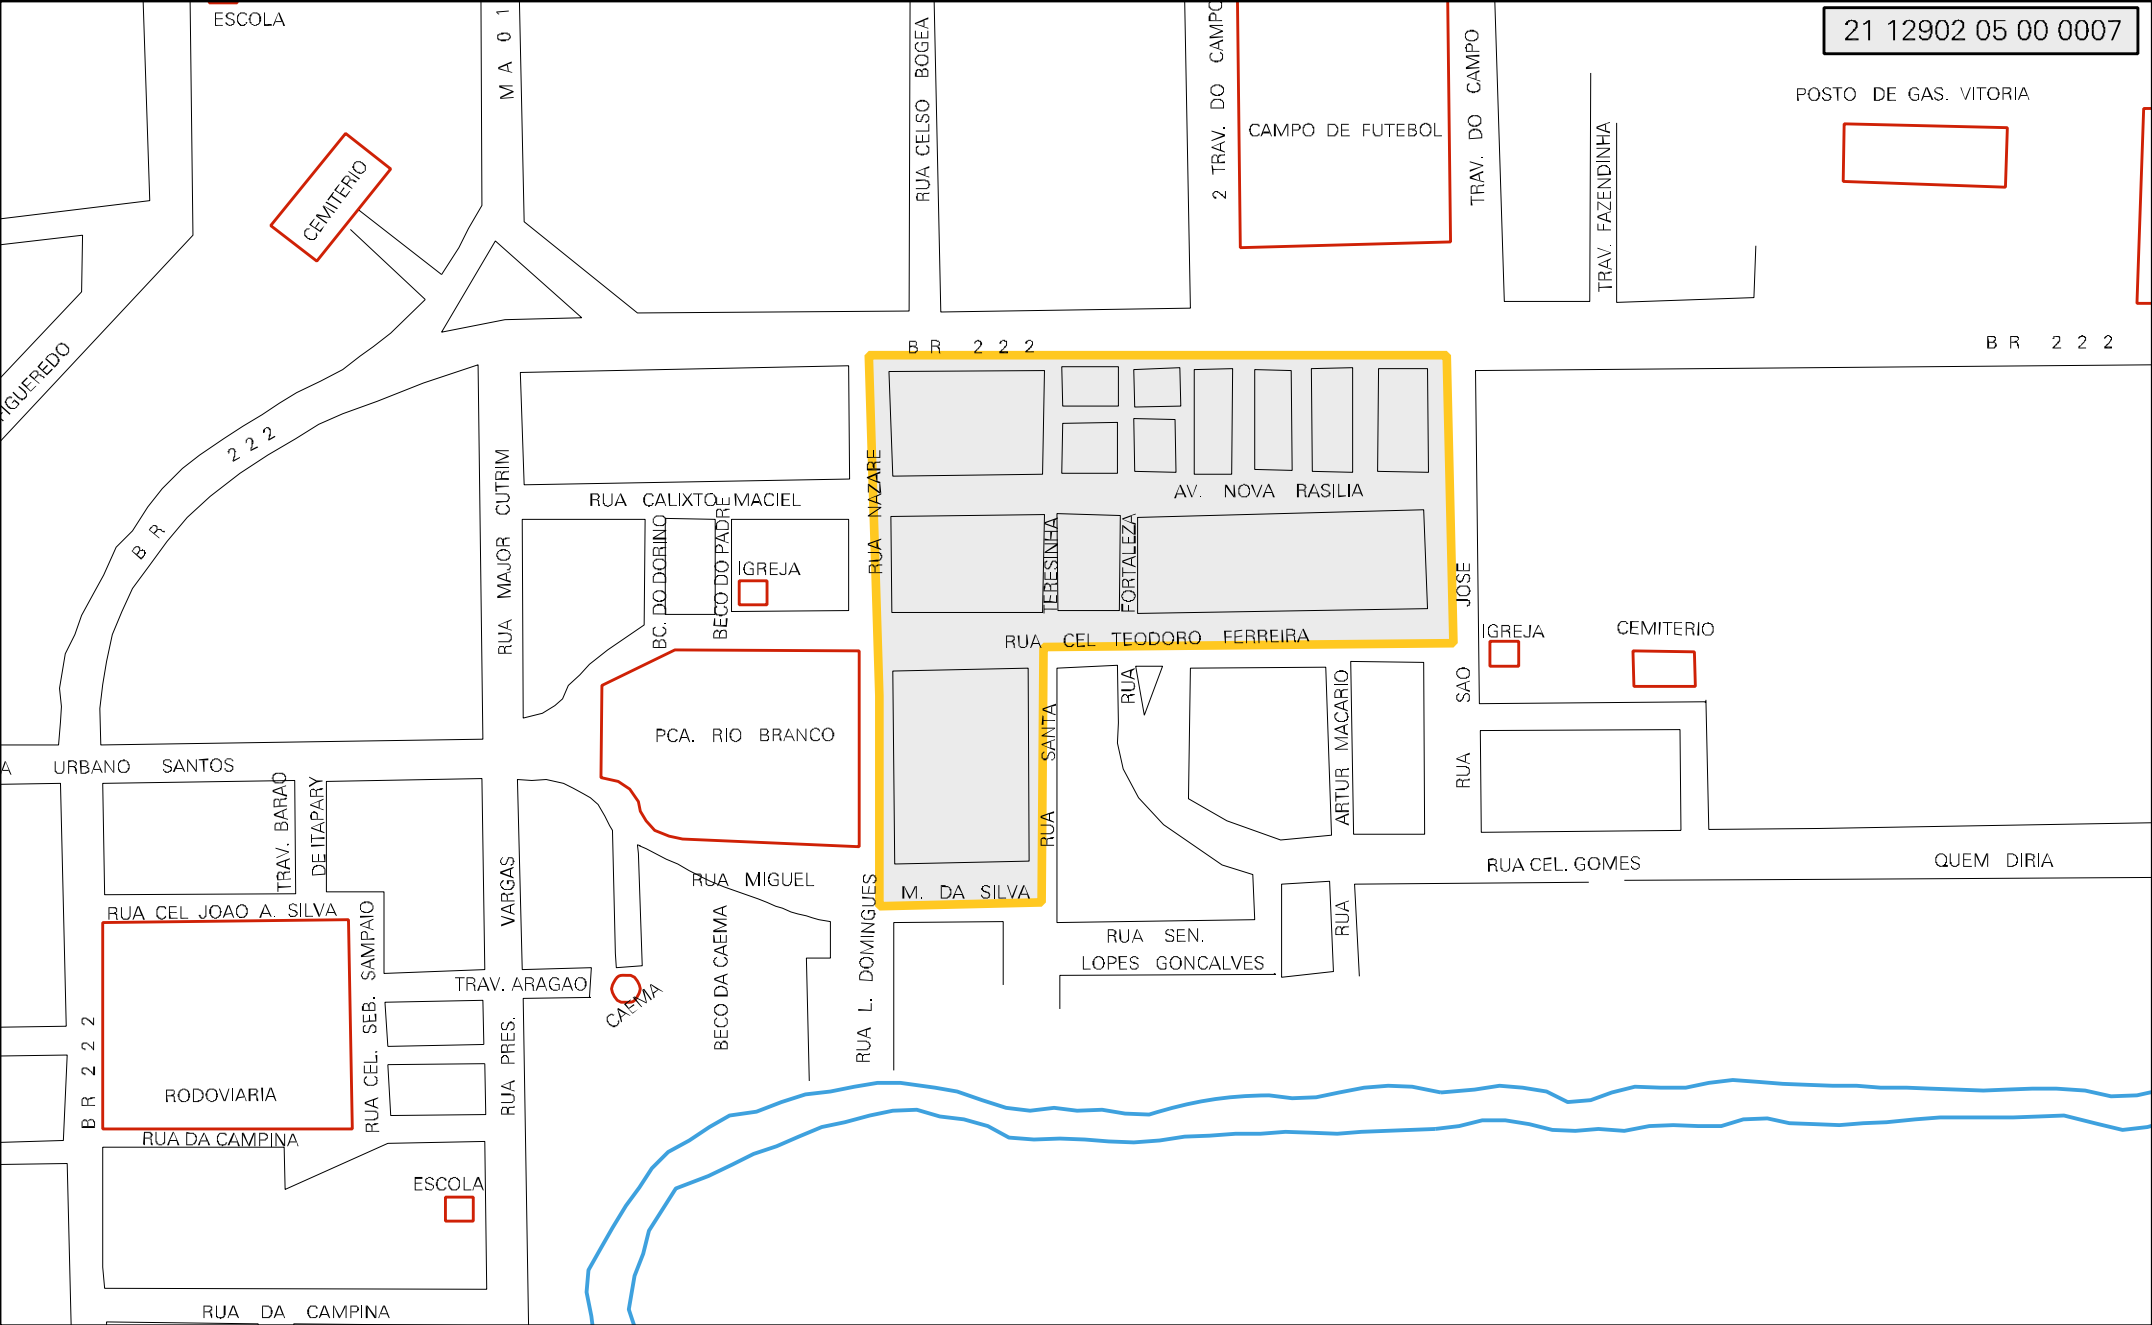 ESCOLA
M A 0 1
RUA CELSO BOGEA
2 TRAV. DO CAMPO
CAMPO DE FUTEBOL
TRAV. DO CAMPO
21 12902 05 00 0007
POSTO DE GAS. VITORIA
TRAV. FAZENDINHA
CEMITERIO
B R 2 2 2
B R 2 2 2
IGUEREDO
B R 2 2 2
RUA MAJOR CUTRIM
RUA CALIXTO MACIEL
BC. DO DORINO
BECO DO PADRE
IGREJA
RUA NAZARE
AV. NOVA RASILIA
TERESINHA
FORTALEZA
RUA CEL TEODORO FERREIRA
RUA SAO JOSE
IGREJA
CEMITERIO
PCA. RIO BRANCO
RUA SANTA
RUA
ARTUR MACARIO
RUA
A URBANO SANTOS
TRAV. BARAO
DE ITAPARY
RUA CEL. GOMES
QUEM DIRIA
RUA MIGUEL
M. DA SILVA
RUA CEL JOAO A. SILVA
RUA PRES. VARGAS
RUA CEL. SEB. SAMPAIO
TRAV. ARAGAO
CAEMA
BECO DA CAEMA
RUA L. DOMINGUES
RUA SEN.
LOPES GONCALVES
B R 2 2 2
RODOVIARIA
RUA DA CAMPINA
ESCOLA
RUA DA CAMPINA